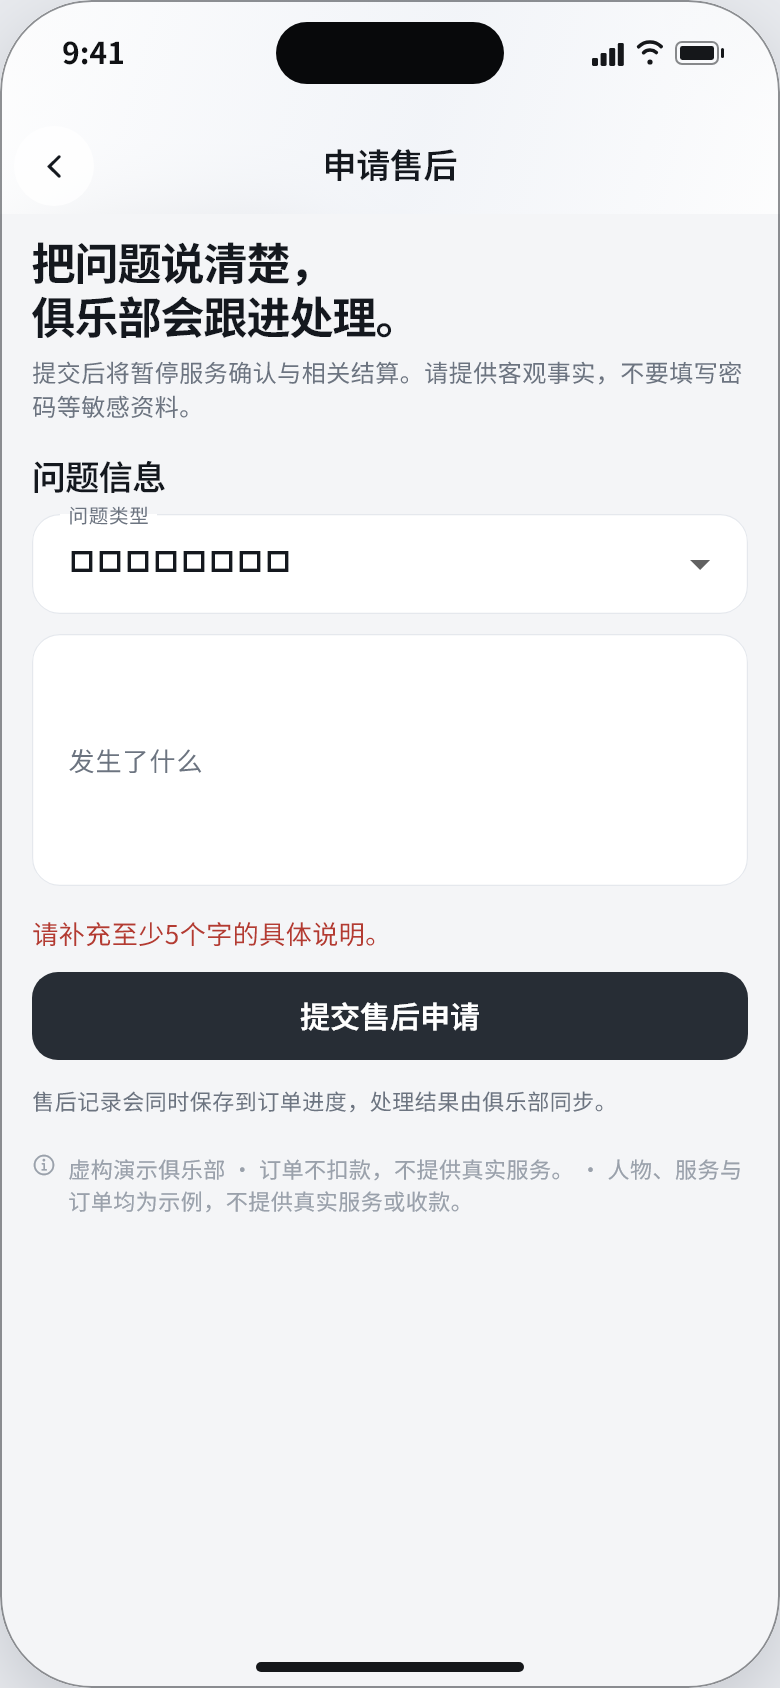 9:41
申请售后
把问题说清楚，
俱乐部会跟进处理。
提交后将暂停服务确认与相关结算。请提供客观事实，不要填写密
码等敏感资料。
问题信息
问题类型
发生了什么
请补充至少5个字的具体说明。
提交售后申请
售后记录会同时保存到订单进度，处理结果由俱乐部同步。
虚构演示俱乐部 · 订单不扣款，不提供真实服务。 · 人物、服务与
订单均为示例，不提供真实服务或收款。